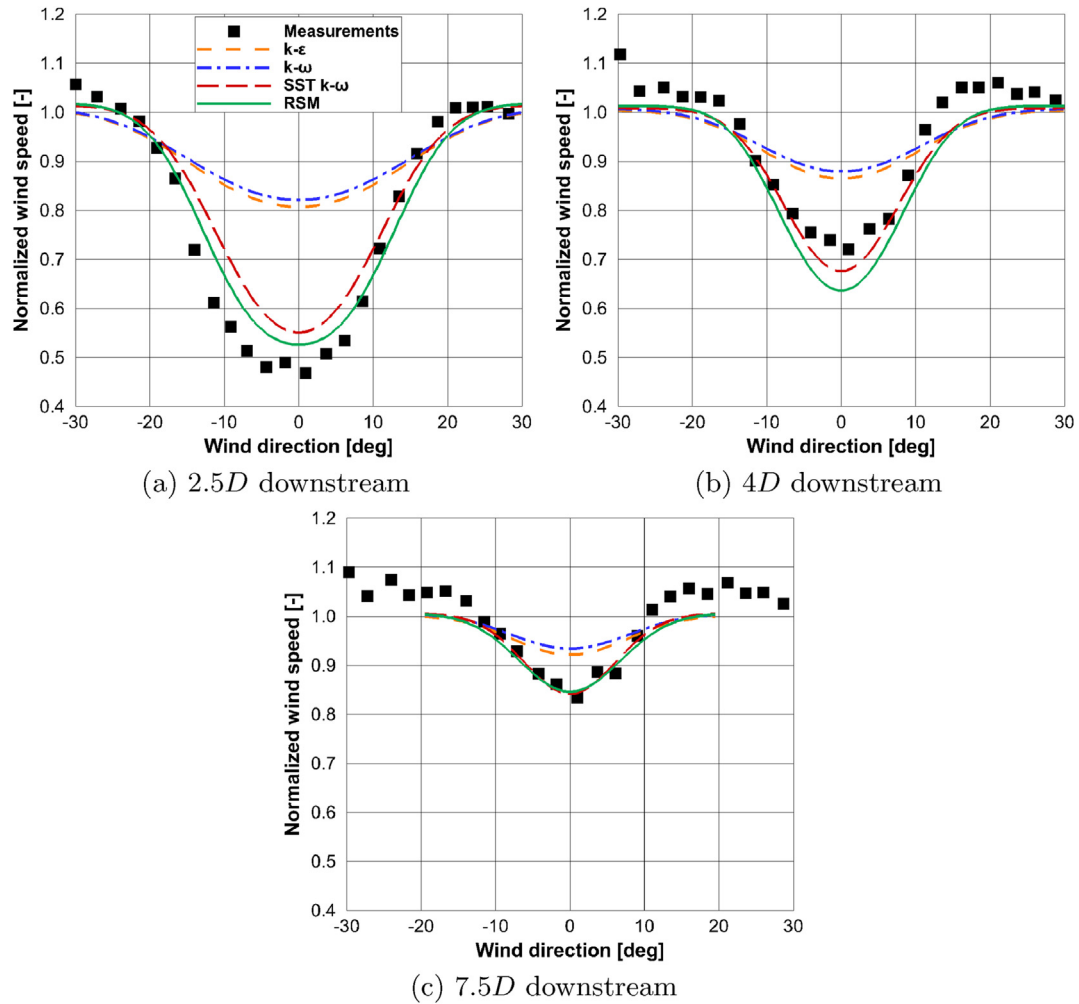 1.2
1.1
1.0
0.9
0.8
0.7
0.6
0.5
0.4
Normalized wind speed [-]
Measurements
k-ε
k-ω
SST k-ω
RSM
-30 -20 -10 0 10 20 30
Wind direction [deg]
(a) 2.5D downstream
1.2
1.1
1.0
0.9
0.8
0.7
0.6
0.5
0.4
Normalized wind speed [-]
-30 -20 -10 0 10 20 30
Wind direction [deg]
(b) 4D downstream
1.2
1.1
1.0
0.9
0.8
0.7
0.6
0.5
0.4
Normalized wind speed [-]
-30 -20 -10 0 10 20 30
Wind direction [deg]
(c) 7.5D downstream